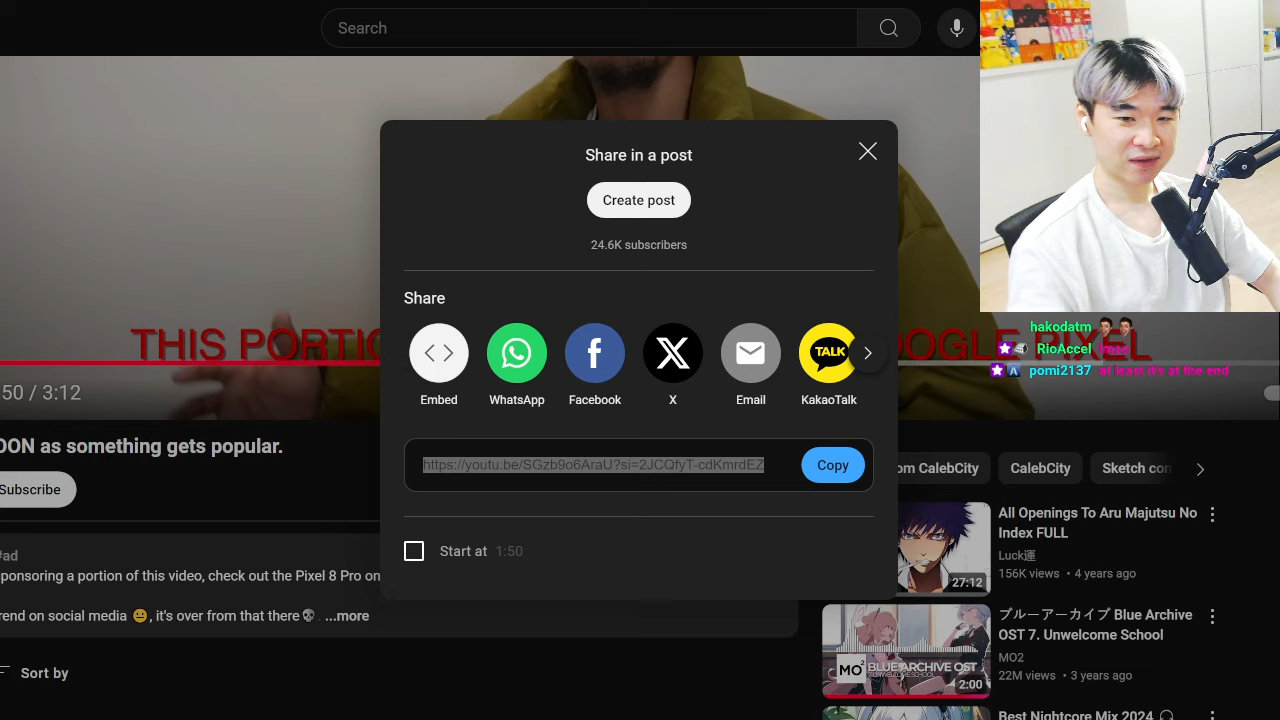 Search
Share in a post
Create post
24.6K subscribers
Share
Embed
WhatsApp
Facebook
X
Email
TALK
KakaoTalk
https://youtu.be/SGzb9o6AraU?si=2JCQfyT-cdKmrdEZ
Copy
Start at 1:50
THIS PORTIO
OOGLE PIXEL
50 / 3:12
OON as something gets popular.
Subscribe
#ad
ponsoring a portion of this video, check out the Pixel 8 Pro on
rend on social media 😐, it's over from that there💀 . ...more
Sort by
hakodatm
RioAccel
pomi2137 at least it's at the end
om CalebCity
CalebCity
Sketch com
All Openings To Aru Majutsu No
Index FULL
Luck運
156K views • 4 years ago
27:12
ブルーアーカイブ Blue Archive
OST 7. Unwelcome School
MO2
22M views • 3 years ago
MO2
BLUE ARCHIVE OST
2:00
Best Nightcore Mix 2024 🎧